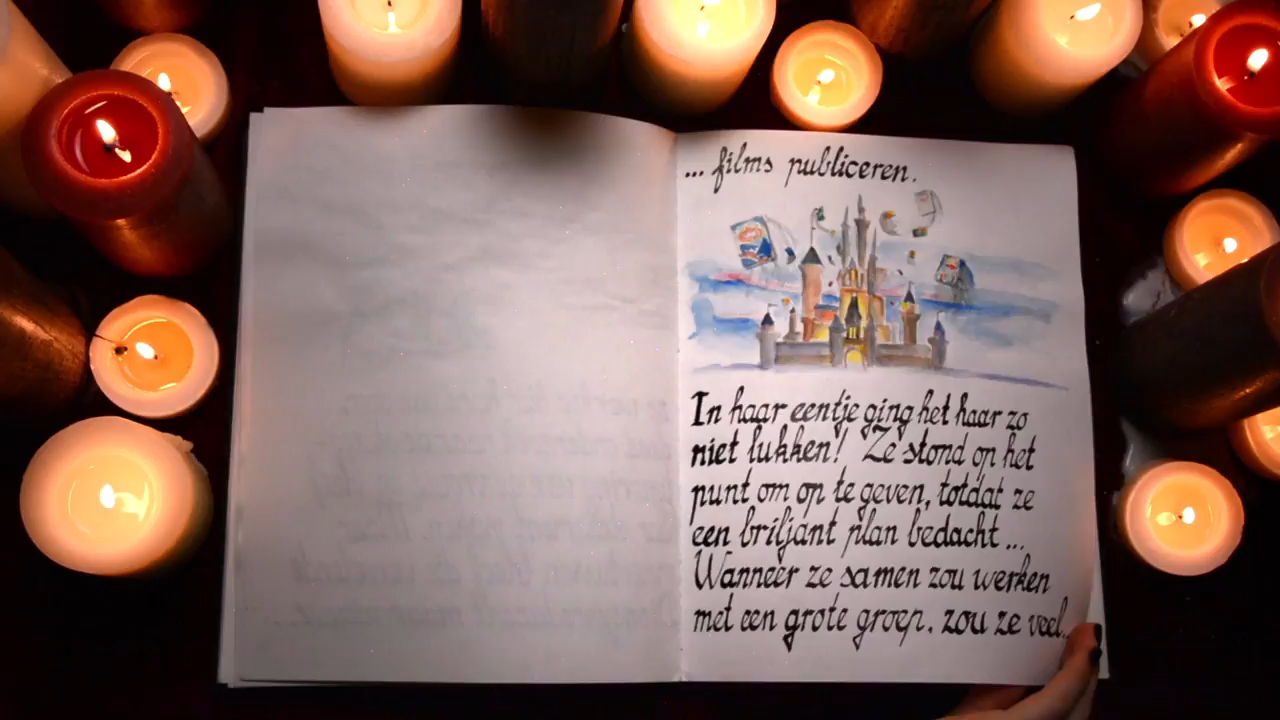 ... films publiceren.
In haar eentje ging het haar zo
niet lukken! Ze stond op het
punt om op te geven, totdat ze
een briljant plan bedacht ...
Wanneer ze samen zou werken
met een grote groep, zou ze veel...